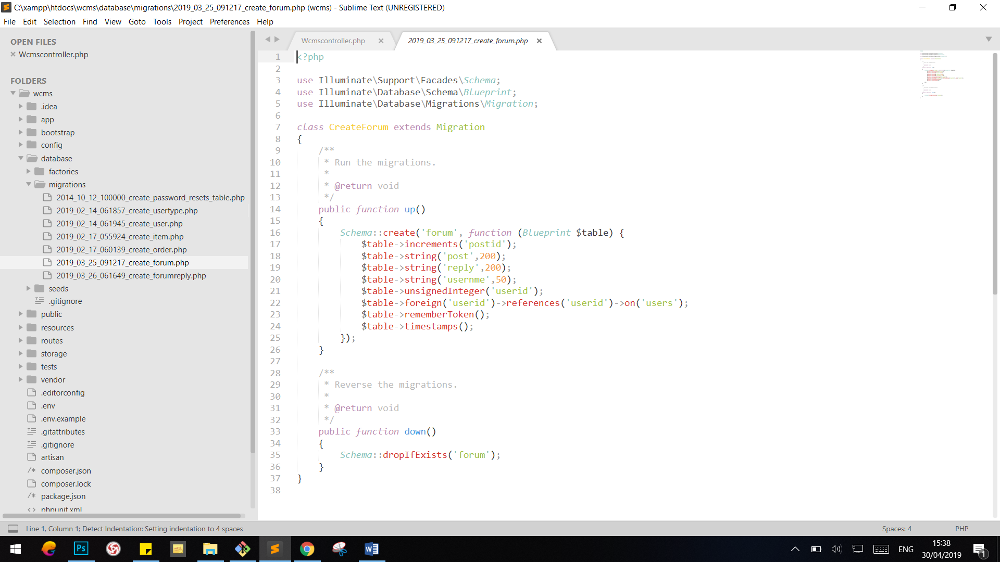 C:\xampp\htdocs\wcms\database\migrations\2019_03_25_091217_create_forum.php (wcms) - Sublime Text (UNREGISTERED)
File Edit Selection Find View Goto Tools Project Preferences Help
OPEN FILES
Wcmscontroller.php
FOLDERS
wcms
.idea
app
bootstrap
config
database
factories
migrations
2014_10_12_100000_create_password_resets_table.php
2019_02_14_061857_create_usertype.php
2019_02_14_061945_create_user.php
2019_02_17_055924_create_item.php
2019_02_17_060139_create_order.php
2019_03_25_091217_create_forum.php
2019_03_26_061649_create_forumreply.php
seeds
.gitignore
public
resources
routes
storage
tests
vendor
.editorconfig
.env
.env.example
.gitattributes
.gitignore
artisan
/* composer.json
composer.lock
/* package.json
<> phpunit.xml
Wcmscontroller.php 2019_03_25_091217_create_forum.php
1 <?php
2
3 use Illuminate\Support\Facades\Schema;
4 use Illuminate\Database\Schema\Blueprint;
5 use Illuminate\Database\Migrations\Migration;
6
7 class CreateForum extends Migration
8 {
9 /**
10 * Run the migrations.
11 *
12 * @return void
13 */
14 public function up()
15 {
16 Schema::create('forum', function (Blueprint $table) {
17 $table->increments('postid');
18 $table->string('post',200);
19 $table->string('reply',200);
20 $table->string('usernme',50);
21 $table->unsignedInteger('userid');
22 $table->foreign('userid')->references('userid')->on('users');
23 $table->rememberToken();
24 $table->timestamps();
25 });
26 }
27
28 /**
29 * Reverse the migrations.
30 *
31 * @return void
32 */
33 public function down()
34 {
35 Schema::dropIfExists('forum');
36 }
37 }
38
Line 1, Column 1; Detect Indentation: Setting indentation to 4 spaces Spaces: 4 PHP
Ps
ENG
15:38
30/04/2019
1